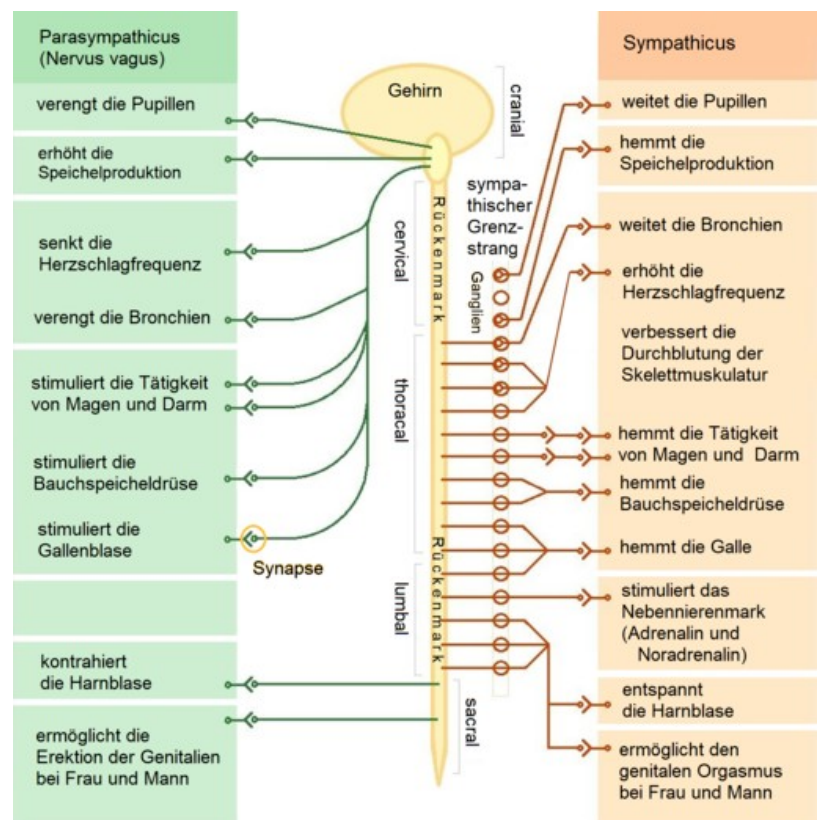 Parasympathicus
(Nervus vagus)
verengt die Pupillen
erhöht die
Speichelproduktion
senkt die
Herzschlagfrequenz
verengt die Bronchien
stimuliert die Tätigkeit
von Magen und Darm
stimuliert die
Bauchspeicheldrüse
stimuliert die
Gallenblase
kontrahiert
die Harnblase
ermöglicht die
Erektion der Genitalien
bei Frau und Mann
Gehirn
cranial
cervical
thoracal
lumbal
sacral
Rückenmark
Rückenmark
Synapse
sympa-
thischer
Grenz-
strang
Ganglien
Sympathicus
weitet die Pupillen
hemmt die
Speichelproduktion
weitet die Bronchien
erhöht die
Herzschlagfrequenz
verbessert die
Durchblutung der
Skelettmuskulatur
hemmt die Tätigkeit
von Magen und Darm
hemmt die
Bauchspeicheldrüse
hemmt die Galle
stimuliert das
Nebennierenmark
(Adrenalin und
Noradrenalin)
entspannt
die Harnblase
ermöglicht den
genitalen Orgasmus
bei Frau und Mann